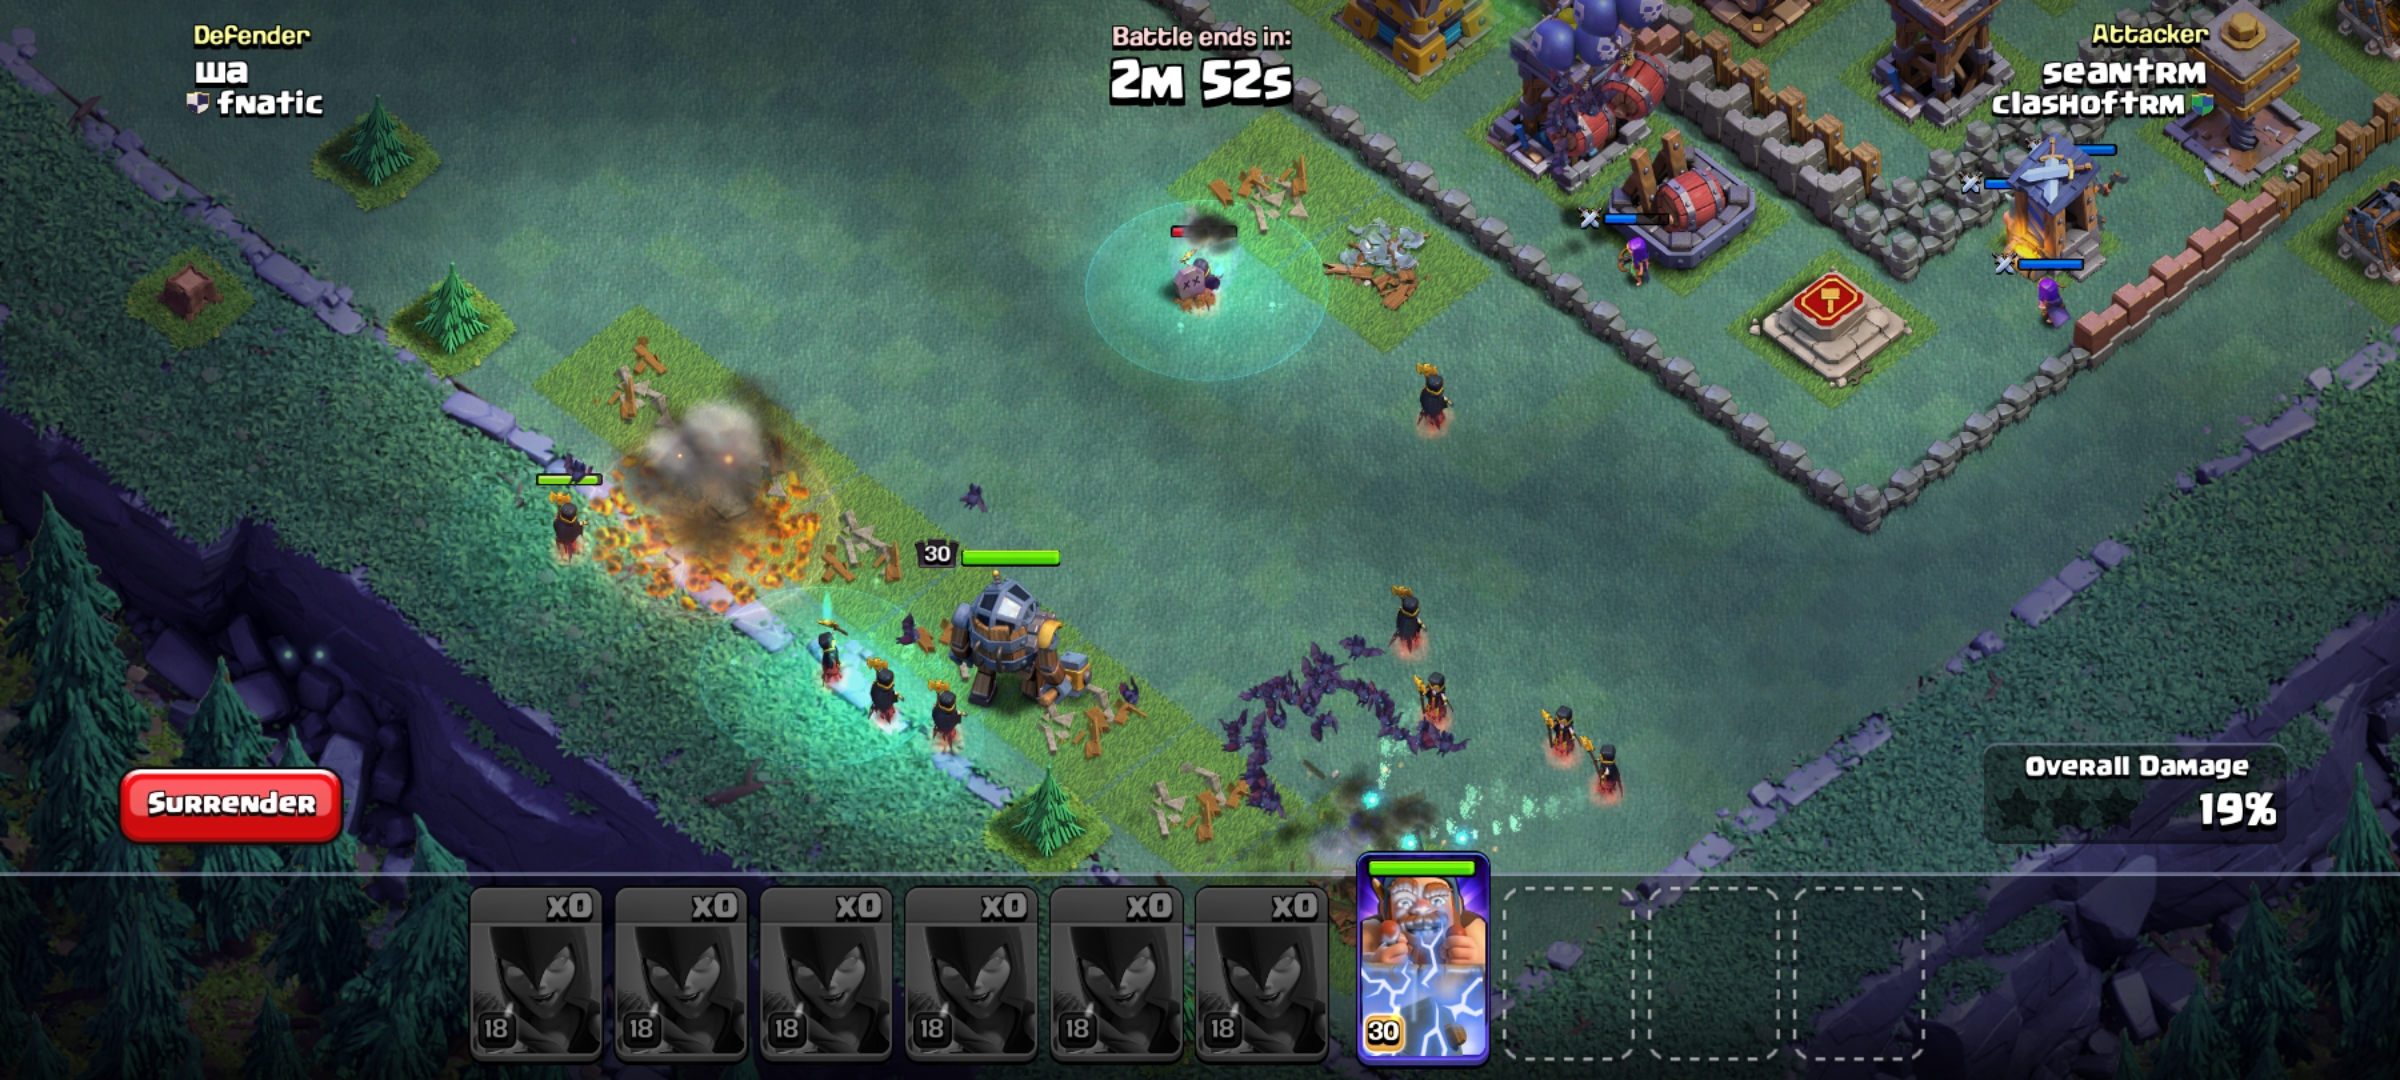 Defender
wa
fnatic
Battle ends in:
2M 52s
Attacker
seantRM
clashoftRM
30
Surrender
Overall Damage
19%
x0
x0
x0
x0
x0
x0
18
18
18
18
18
18
30